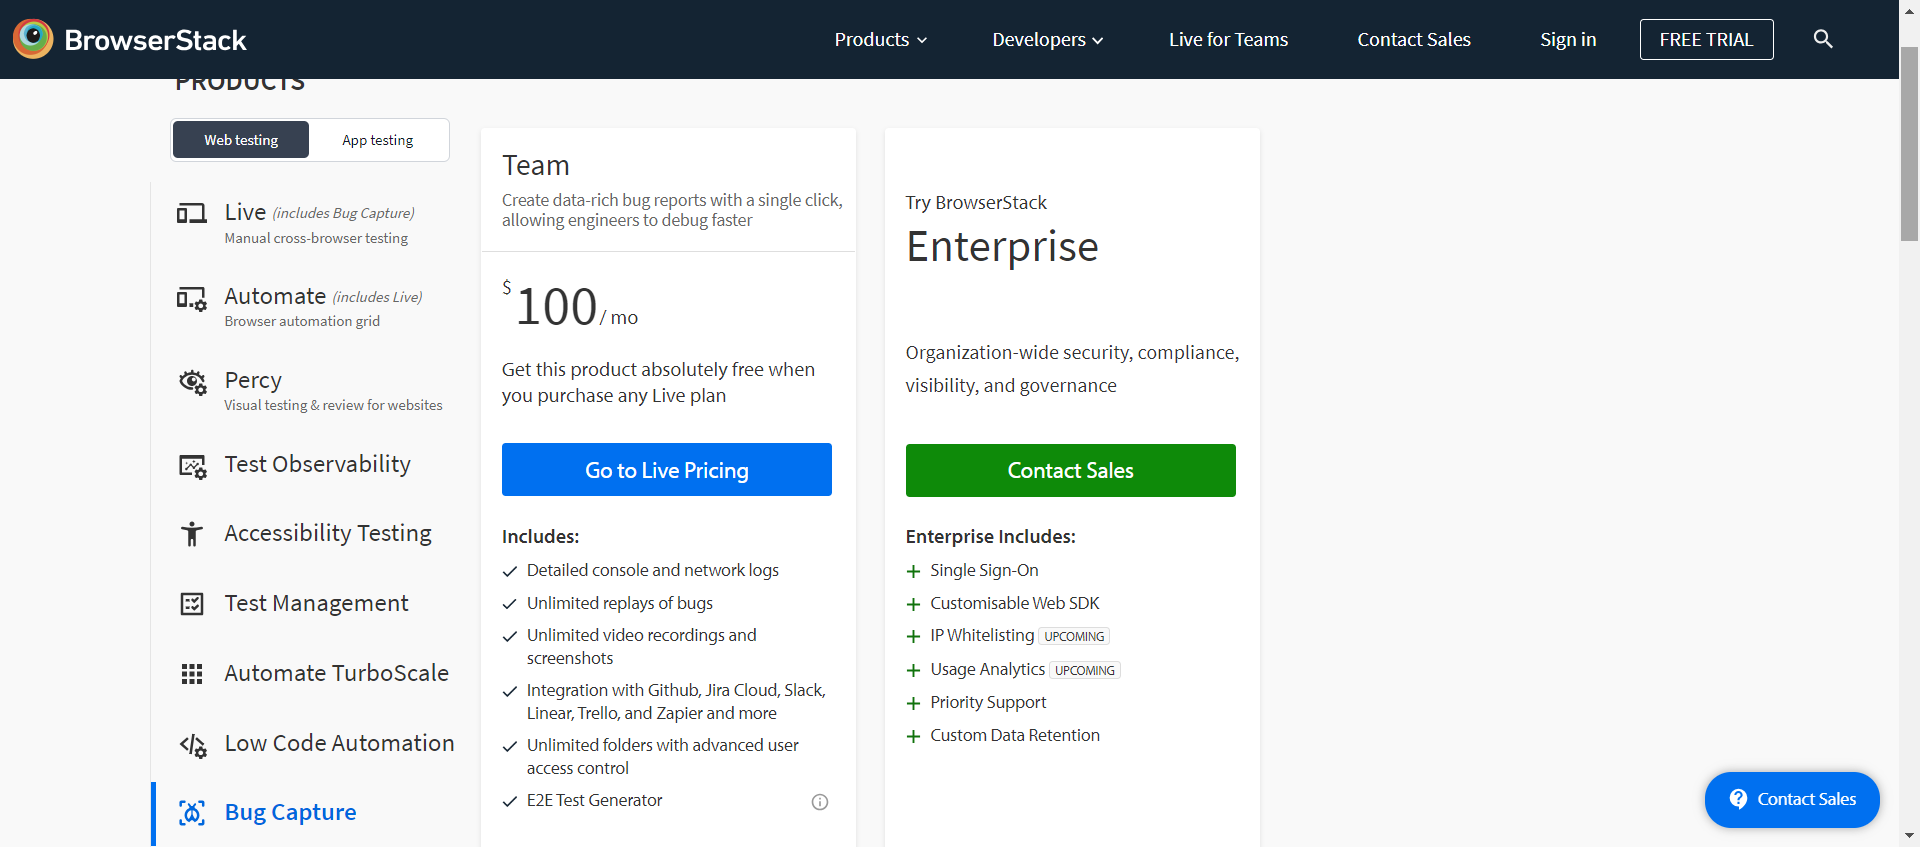 BrowserStack
Products
Developers
Live for Teams
Contact Sales
Sign in
FREE TRIAL
PRODUCTS
Web testing
App testing
Live (includes Bug Capture)
Manual cross-browser testing
Automate (includes Live)
Browser automation grid
Percy
Visual testing & review for websites
Test Observability
Accessibility Testing
Test Management
Automate TurboScale
Low Code Automation
Bug Capture
Team
Create data-rich bug reports with a single click,
allowing engineers to debug faster
$100/ mo
Get this product absolutely free when
you purchase any Live plan
Go to Live Pricing
Includes:
Detailed console and network logs
Unlimited replays of bugs
Unlimited video recordings and
screenshots
Integration with Github, Jira Cloud, Slack,
Linear, Trello, and Zapier and more
Unlimited folders with advanced user
access control
E2E Test Generator
Try BrowserStack
Enterprise
Organization-wide security, compliance,
visibility, and governance
Contact Sales
Enterprise Includes:
Single Sign-On
Customisable Web SDK
IP Whitelisting UPCOMING
Usage Analytics UPCOMING
Priority Support
Custom Data Retention
Contact Sales